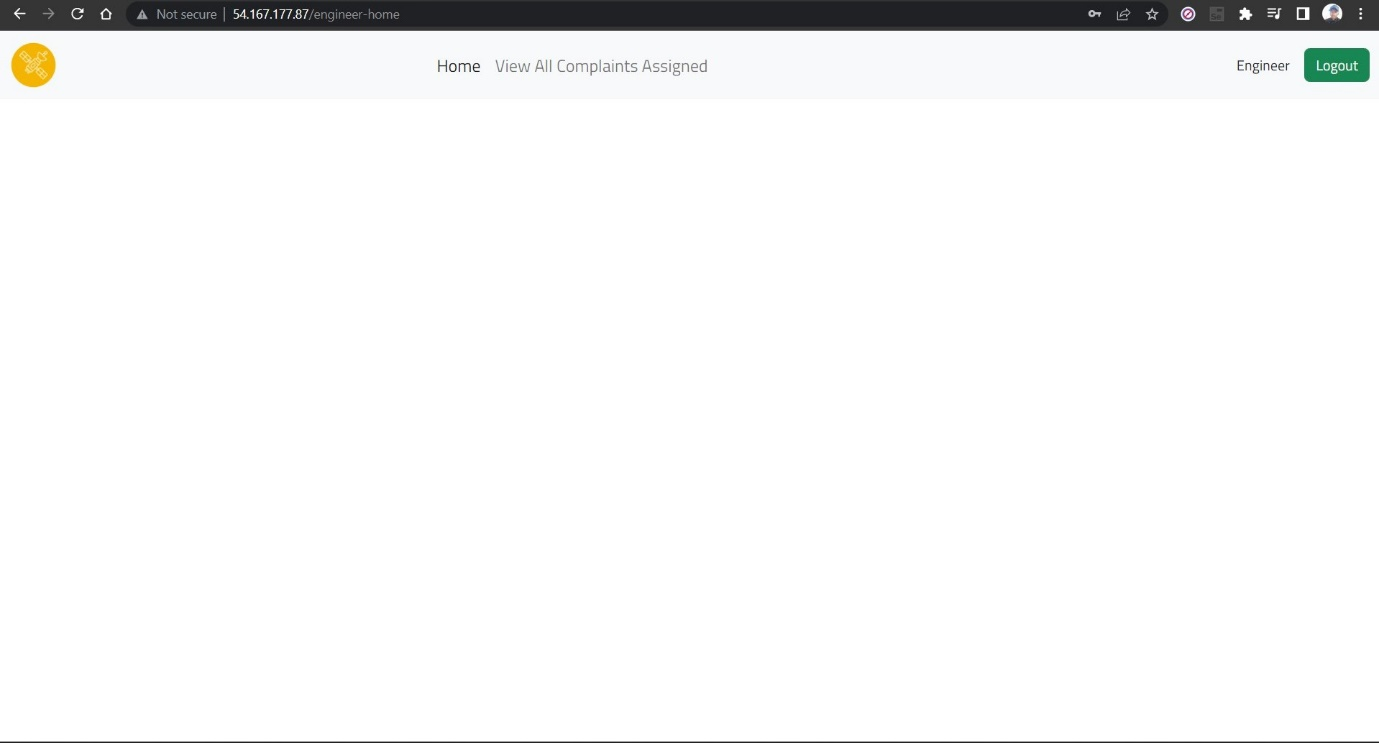 Not secure | 54.167.177.87/engineer-home
Home View All Complaints Assigned Engineer Logout